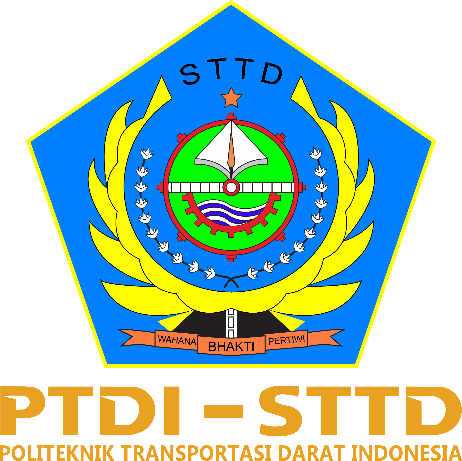 STTD
WAHANA BHAKTI PERTIWI
PTDI – STTD
POLITEKNIK TRANSPORTASI DARAT INDONESIA